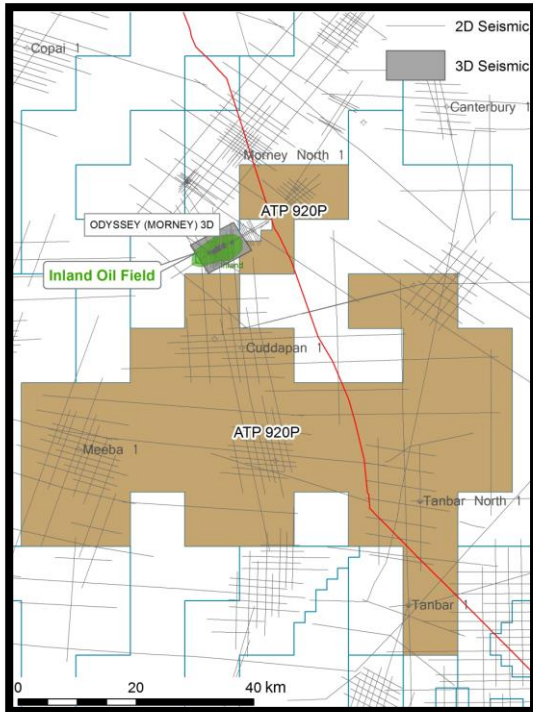 2D Seismic
Copai 1
3D Seismic
Canterbury 1
Morney North 1
ATP 920P
ODYSSEY (MORNEY) 3D
Inland Oil Field
Inland
Cuddapan 1
ATP 920P
Meeba 1
Tanbar North 1
Tanbar 1
0 20 40 km